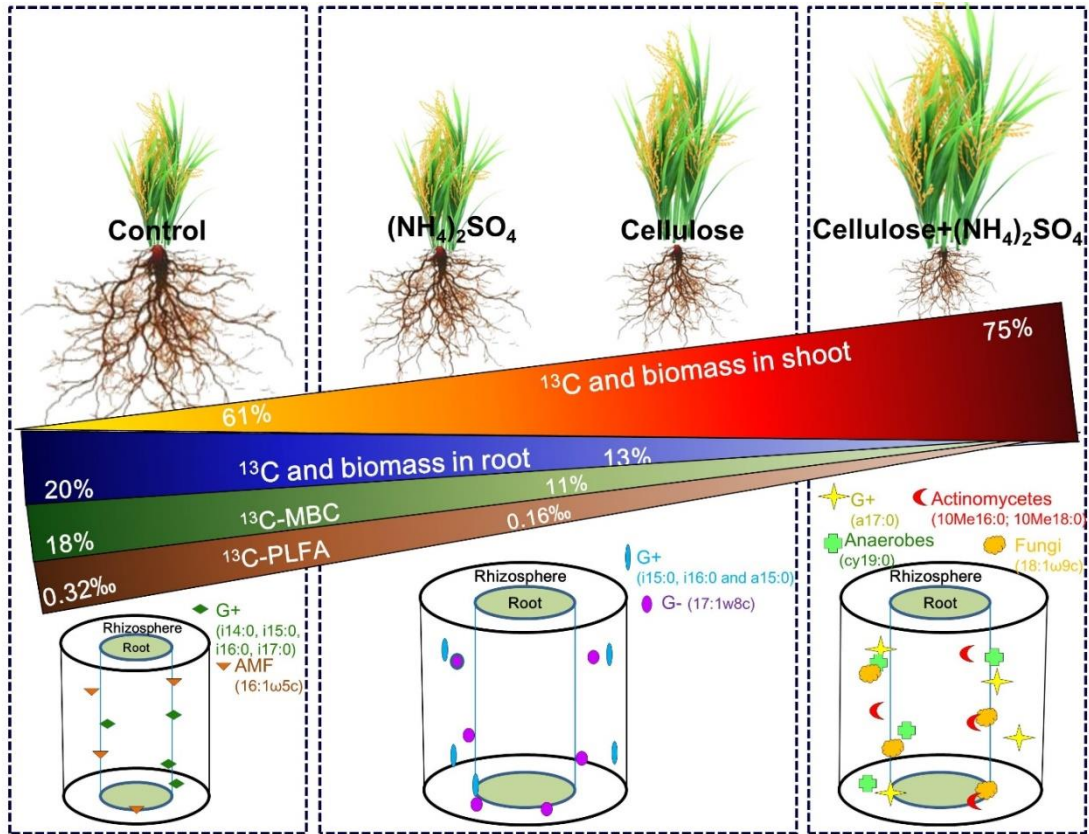 Control
(NH₄)₂SO₄
Cellulose
Cellulose+(NH₄)₂SO₄
75%
¹³C and biomass in shoot
61%
¹³C and biomass in root
13%
20%
11%
¹³C-MBC
18%
0.16‰
¹³C-PLFA
0.32‰
Rhizosphere
Root
G+
(i14:0, i15:0,
i16:0, i17:0)
AMF
(16:1ω5c)
Rhizosphere
Root
G+
(i15:0, i16:0 and a15:0)
G- (17:1w8c)
G+
(a17:0)
Actinomycetes
(10Me16:0; 10Me18:0)
Anaerobes
(cy19:0)
Fungi
(18:1ω9c)
Rhizosphere
Root